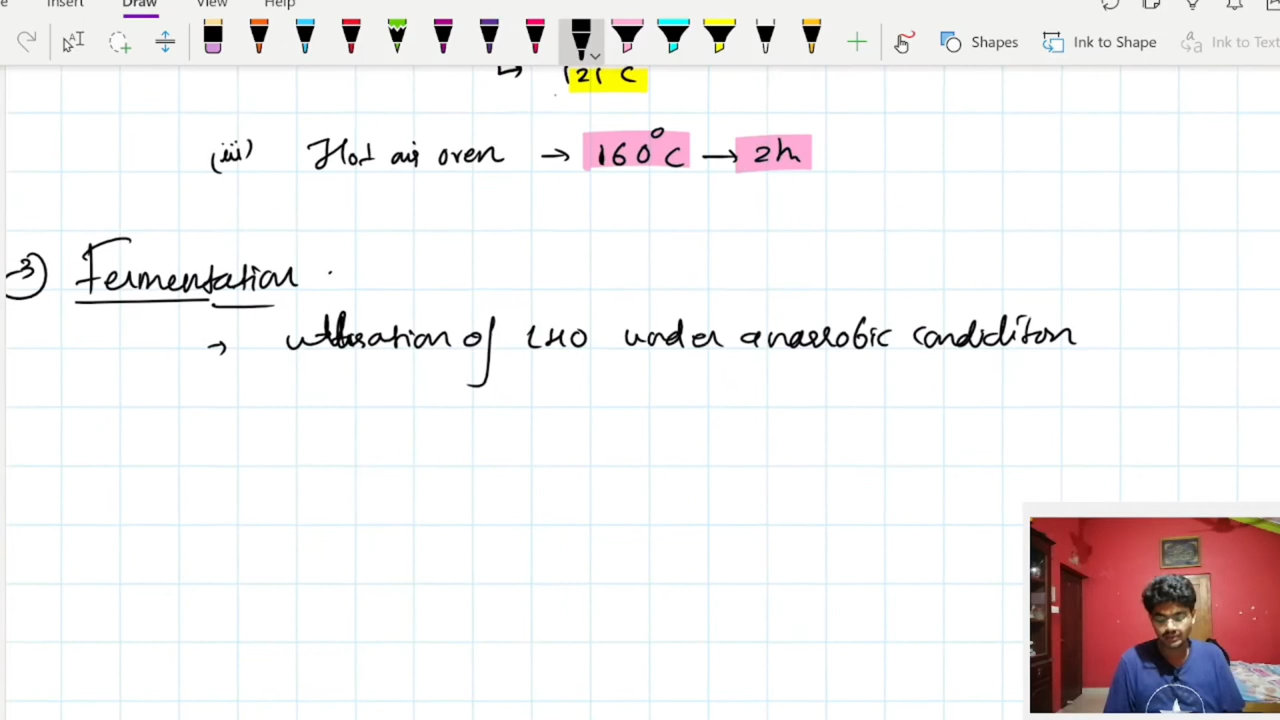 Insert Draw View Help
Shapes Ink to Shape Ink to Text
↳ 121°C
(iii) Hot air oven → 160°C → 2h
3) Fermentation.
→ utilisation of CHO under anaerobic condiditon